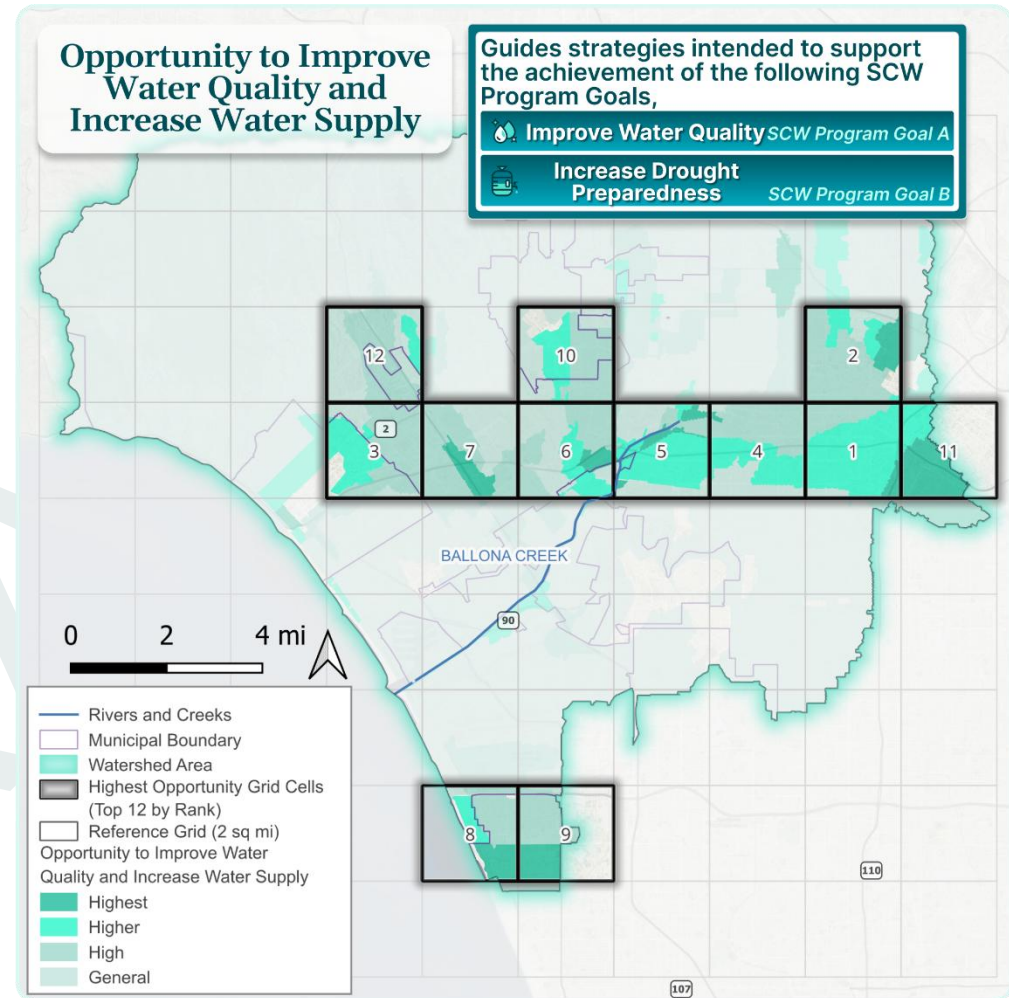 Opportunity to Improve
Water Quality and
Increase Water Supply
Guides strategies intended to support
the achievement of the following SCW
Program Goals,
Improve Water Quality SCW Program Goal A
Increase Drought
Preparedness SCW Program Goal B
12
10
2
2
3
7
6
5
4
1
11
BALLONA CREEK
90
0 2 4 mi
Rivers and Creeks
Municipal Boundary
Watershed Area
Highest Opportunity Grid Cells
(Top 12 by Rank)
Reference Grid (2 sq mi)
Opportunity to Improve Water
Quality and Increase Water Supply
Highest
Higher
High
General
8
9
110
107